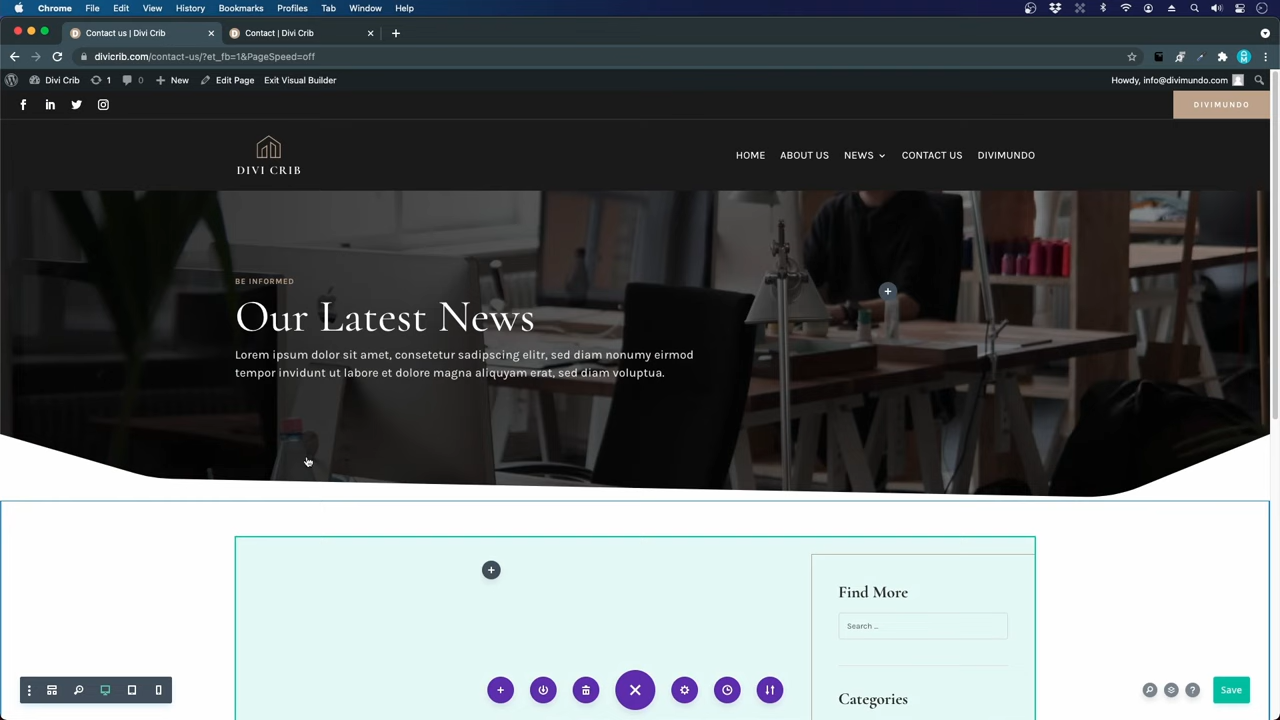 Chrome File Edit View History Bookmarks Profiles Tab Window Help
Contact us | Divi Crib
Contact | Divi Crib
divicrib.com/contact-us/?et_fb=1&PageSpeed=off
Divi Crib 1 0 New Edit Page Exit Visual Builder
Howdy, info@divimundo.com
DIVIMUNDO
DIVI CRIB
HOME ABOUT US NEWS CONTACT US DIVIMUNDO
BE INFORMED
Our Latest News
Lorem ipsum dolor sit amet, consetetur sadipscing elitr, sed diam nonumy eirmod
tempor invidunt ut labore et dolore magna aliquyam erat, sed diam voluptua.
Find More
Search …
Categories
Save